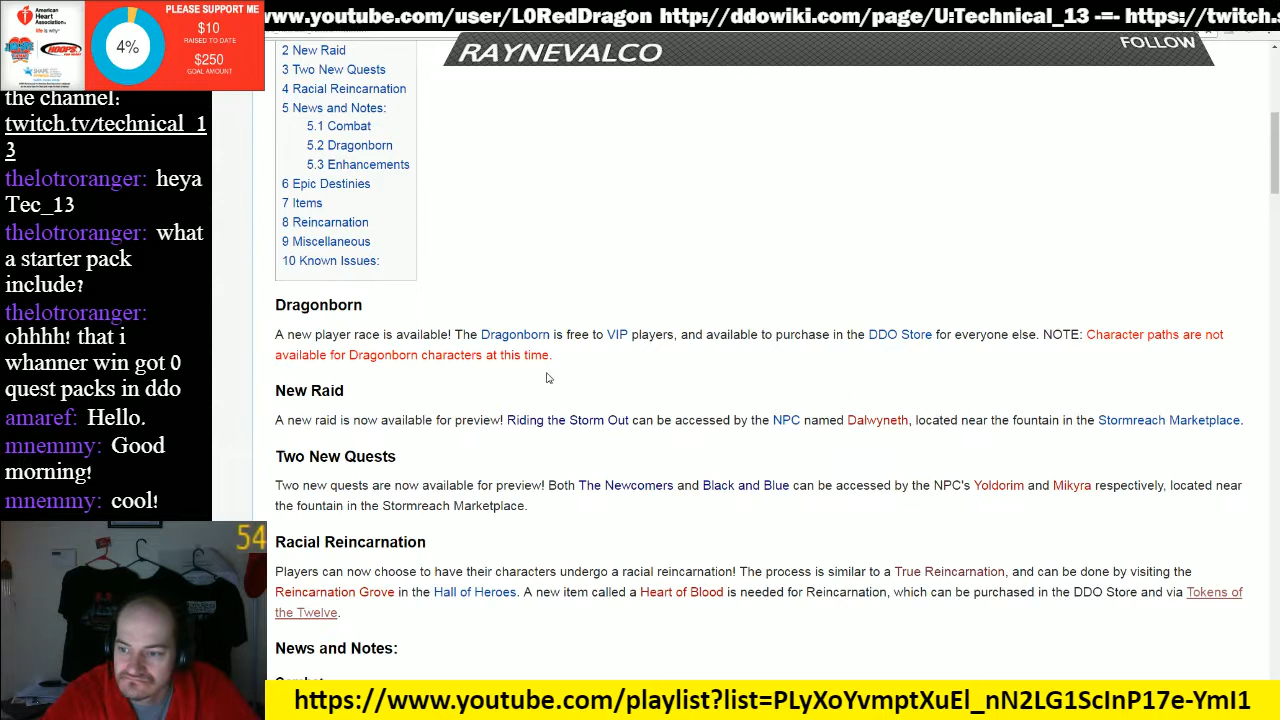 www.youtube.com/user/L0RedDragon http://ddowiki.com/page/U:Technical_13 -=- https://twitch.s
American
Heart
Association®
life is why™
HOOPS
PLEASE SUPPORT ME
4%
$10
RAISED TO DATE
$250
GOAL AMOUNT
RAYNEVALCO
FOLLOW
the channel:
twitch.tv/technical_1
3
thelotroranger: heya
Tec_13
thelotroranger: what
a starter pack
include?
thelotroranger:
ohhhh! that i
whanner win got 0
quest packs in ddo
amaref: Hello.
mnemmy: Good
morning!
mnemmy: cool!
54
2 New Raid
3 Two New Quests
4 Racial Reincarnation
5 News and Notes:
5.1 Combat
5.2 Dragonborn
5.3 Enhancements
6 Epic Destinies
7 Items
8 Reincarnation
9 Miscellaneous
10 Known Issues:
Dragonborn
A new player race is available! The Dragonborn is free to VIP players, and available to purchase in the DDO Store for everyone else. NOTE: Character paths are not
available for Dragonborn characters at this time.
New Raid
A new raid is now available for preview! Riding the Storm Out can be accessed by the NPC named Dalwyneth, located near the fountain in the Stormreach Marketplace.
Two New Quests
Two new quests are now available for preview! Both The Newcomers and Black and Blue can be accessed by the NPC's Yoldorim and Mikyra respectively, located near
the fountain in the Stormreach Marketplace.
Racial Reincarnation
Players can now choose to have their characters undergo a racial reincarnation! The process is similar to a True Reincarnation, and can be done by visiting the
Reincarnation Grove in the Hall of Heroes. A new item called a Heart of Blood is needed for Reincarnation, which can be purchased in the DDO Store and via Tokens of
the Twelve.
News and Notes:
https://www.youtube.com/playlist?list=PLyXoYvmptXuEl_nN2LG1ScInP17e-YmI1